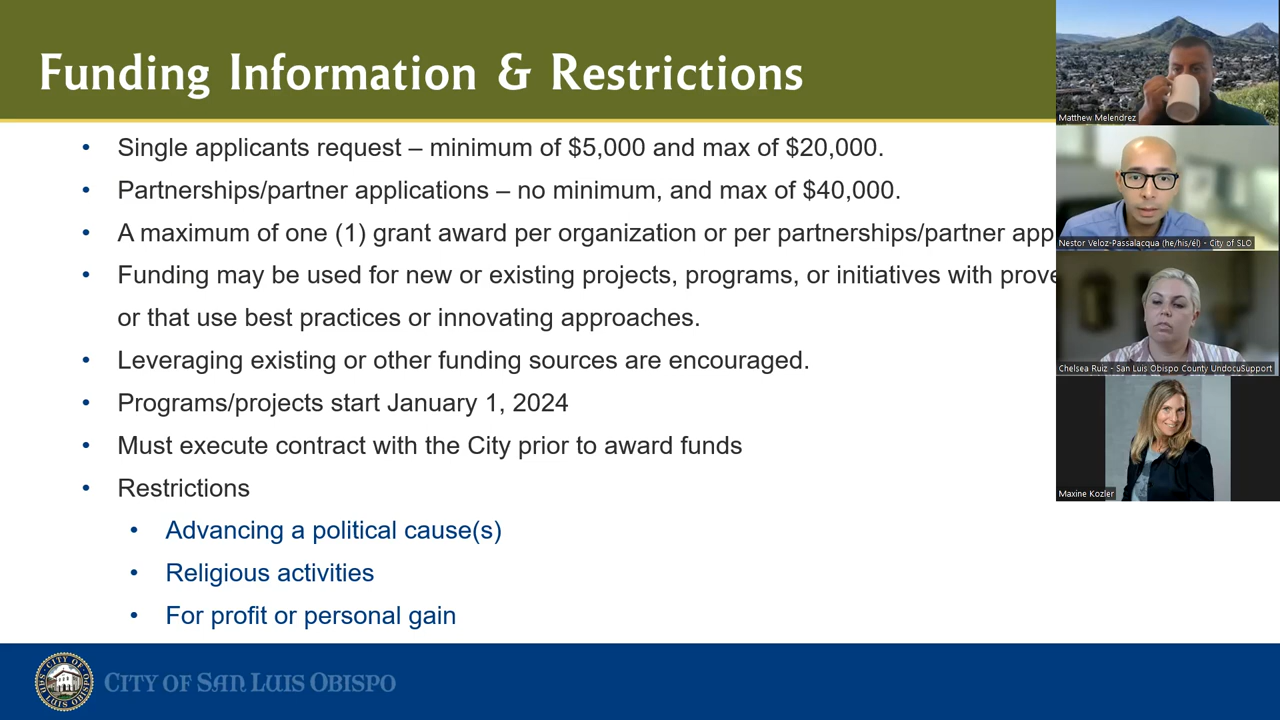 Funding Information & Restrictions
• Single applicants request – minimum of $5,000 and max of $20,000.
• Partnerships/partner applications – no minimum, and max of $40,000.
• A maximum of one (1) grant award per organization or per partnerships/partner app
• Funding may be used for new or existing projects, programs, or initiatives with prove
or that use best practices or innovating approaches.
• Leveraging existing or other funding sources are encouraged.
• Programs/projects start January 1, 2024
• Must execute contract with the City prior to award funds
• Restrictions
• Advancing a political cause(s)
• Religious activities
• For profit or personal gain
CITY OF SAN LUIS OBISPO
CITY OF SAN LUIS OBISPO
Matthew Melendrez
Nestor Veloz-Passalacqua (he/his/él) - City of SLO
Chelsea Ruiz - San Luis Obispo County UndocuSupport
Maxine Kozler